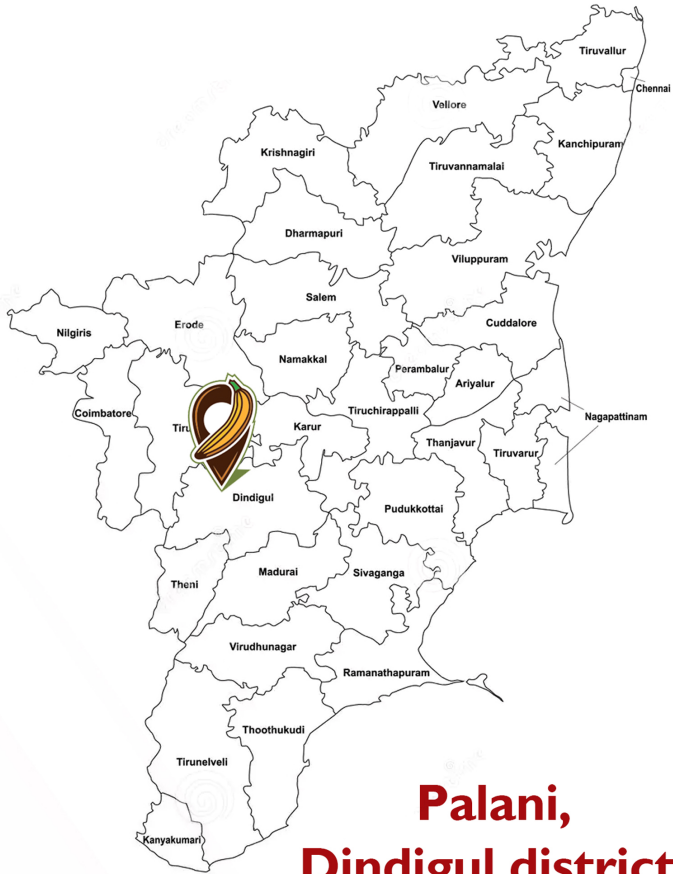 Tiruvallur
Chennai
Vellore
Kanchipuram
Krishnagiri
Tiruvannamalai
Dharmapuri
Viluppuram
Salem
Cuddalore
Nilgiris
Erode
Namakkal
Perambalur
Ariyalur
Coimbatore
Tiru
Karur
Tiruchirappalli
Nagapattinam
Thanjavur
Tiruvarur
Dindigul
Pudukkottai
Theni
Madurai
Sivaganga
Virudhunagar
Ramanathapuram
Thoothukudi
Tirunelveli
Kanyakumari
Palani,
Dindigul district